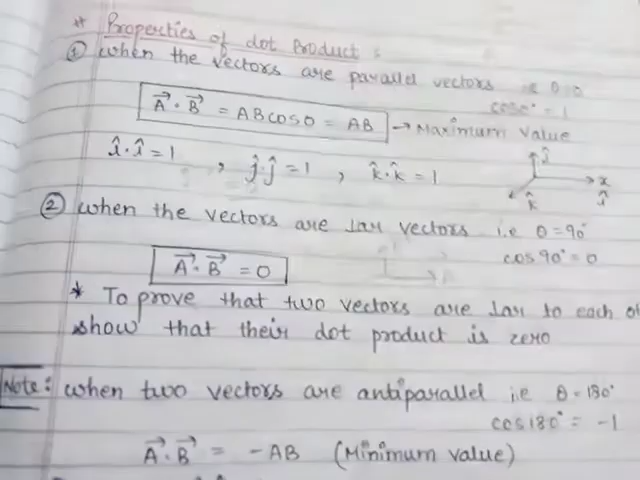 * Properties of dot Product :
① when the vectors are parallel vectors i.e θ = 0
cos0° = 1
A⃗ · B⃗ = ABCOS0 = AB → Maximum Value
î · î = 1 , ĵ · ĵ = 1 , k̂ · k̂ = 1
x
k̂
② when the vectors are ⊥ar vectors i.e θ = 90°
cos 90° = 0
A⃗ · B⃗ = 0
* To prove that two vectors are ⊥ar to each
show that their dot product is zero
Note: when two vectors are antiparallel i.e θ = 180°
cos180° = -1
A⃗ · B⃗ = -AB (Minimum value)